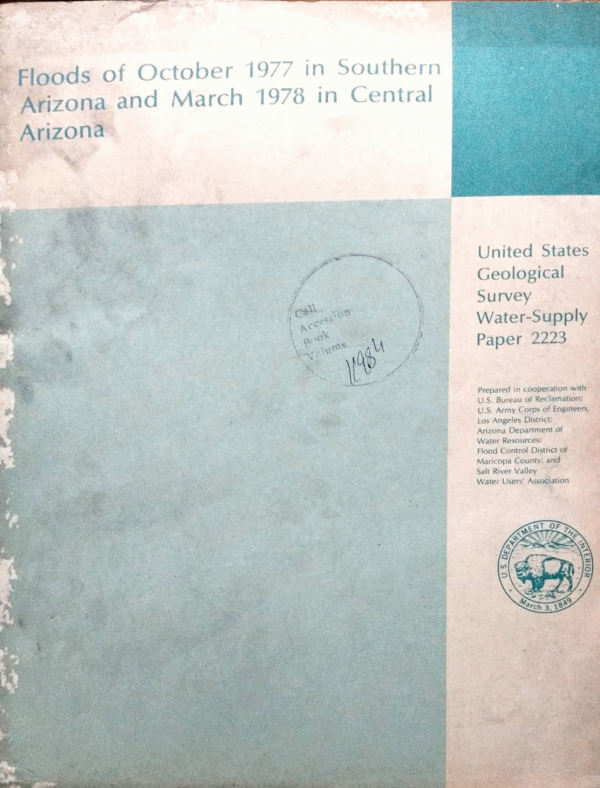 Floods of October 1977 in Southern
Arizona and March 1978 in Central
Arizona
United States
Geological
Survey
Water-Supply
Paper 2223
Call
Accession
Book
Volume
11984
Prepared in cooperation with
U.S. Bureau of Reclamation;
U.S. Army Corps of Engineers,
Los Angeles District;
Arizona Department of
Water Resources;
Flood Control District of
Maricopa County; and
Salt River Valley
Water Users' Association
U.S. DEPARTMENT OF THE INTERIOR
March 3, 1849